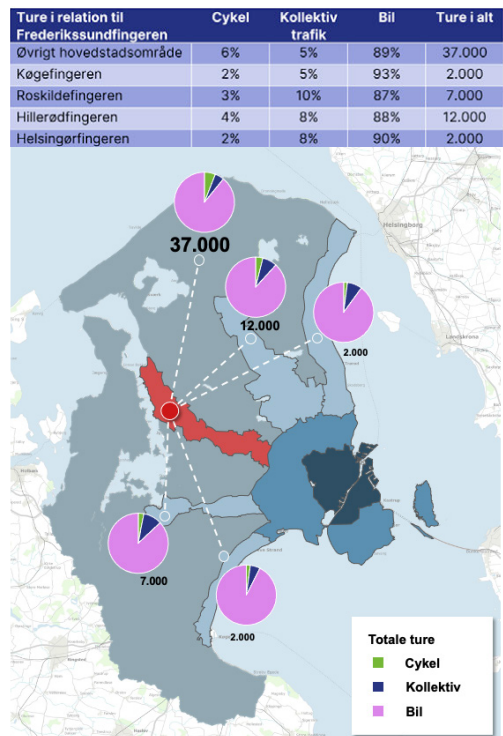 Ture i relation til Cykel Kollektiv Bil Ture i alt
Frederikssundfingeren trafik
Øvrigt hovedstadsområde 6% 5% 89% 37.000
Køgefingeren 2% 5% 93% 2.000
Roskildefingeren 3% 10% 87% 7.000
Hillerødfingeren 4% 8% 88% 12.000
Helsingørfingeren 2% 8% 90% 2.000
Helsingborg
37.000
12.000
2.000
Landskrona
7.000
2.000
Totale ture
Cykel
Kollektiv
Bil